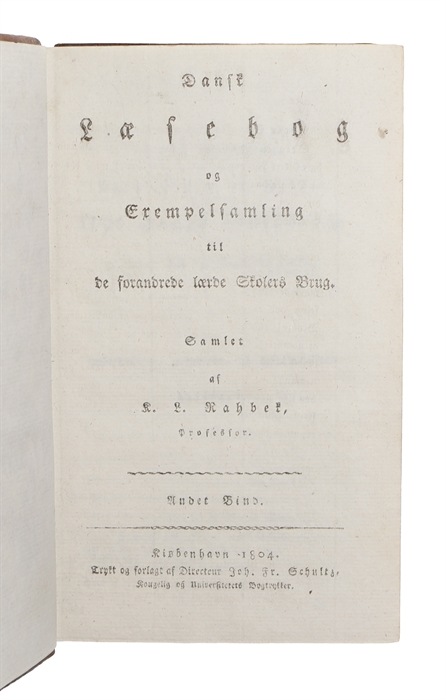 Dansk
Læsebog
og
Exempelsamling
til
de forandrede lærde Skolers Brug.
Samlet
af
K. L. Rahbek,
Professor.
Andet Bind.
Kiøbenhavn 1804.
Trykt og forlagt af Directeur Joh. Fr. Schultz,
Kongelig og Universitetets Bogtrykker.